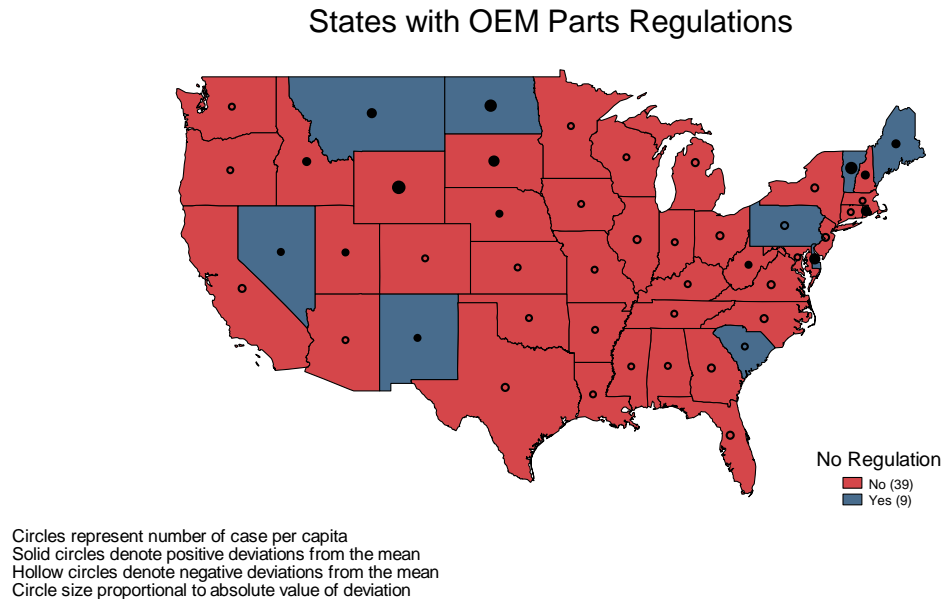 States with OEM Parts Regulations
No Regulation
No (39)
Yes (9)
Circles represent number of case per capita
Solid circles denote positive deviations from the mean
Hollow circles denote negative deviations from the mean
Circle size proportional to absolute value of deviation